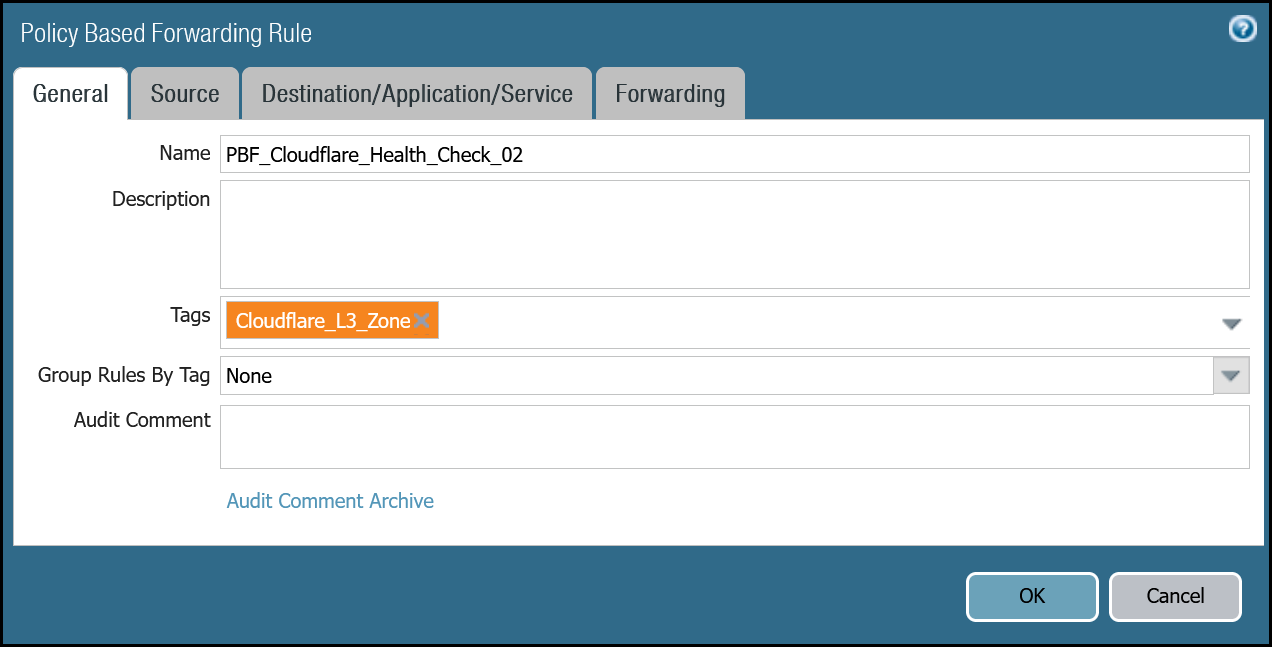 Policy Based Forwarding Rule
General Source Destination/Application/Service Forwarding
Name PBF_Cloudflare_Health_Check_02
Description
Tags Cloudflare_L3_Zone
Group Rules By Tag None
Audit Comment
Audit Comment Archive
OK Cancel